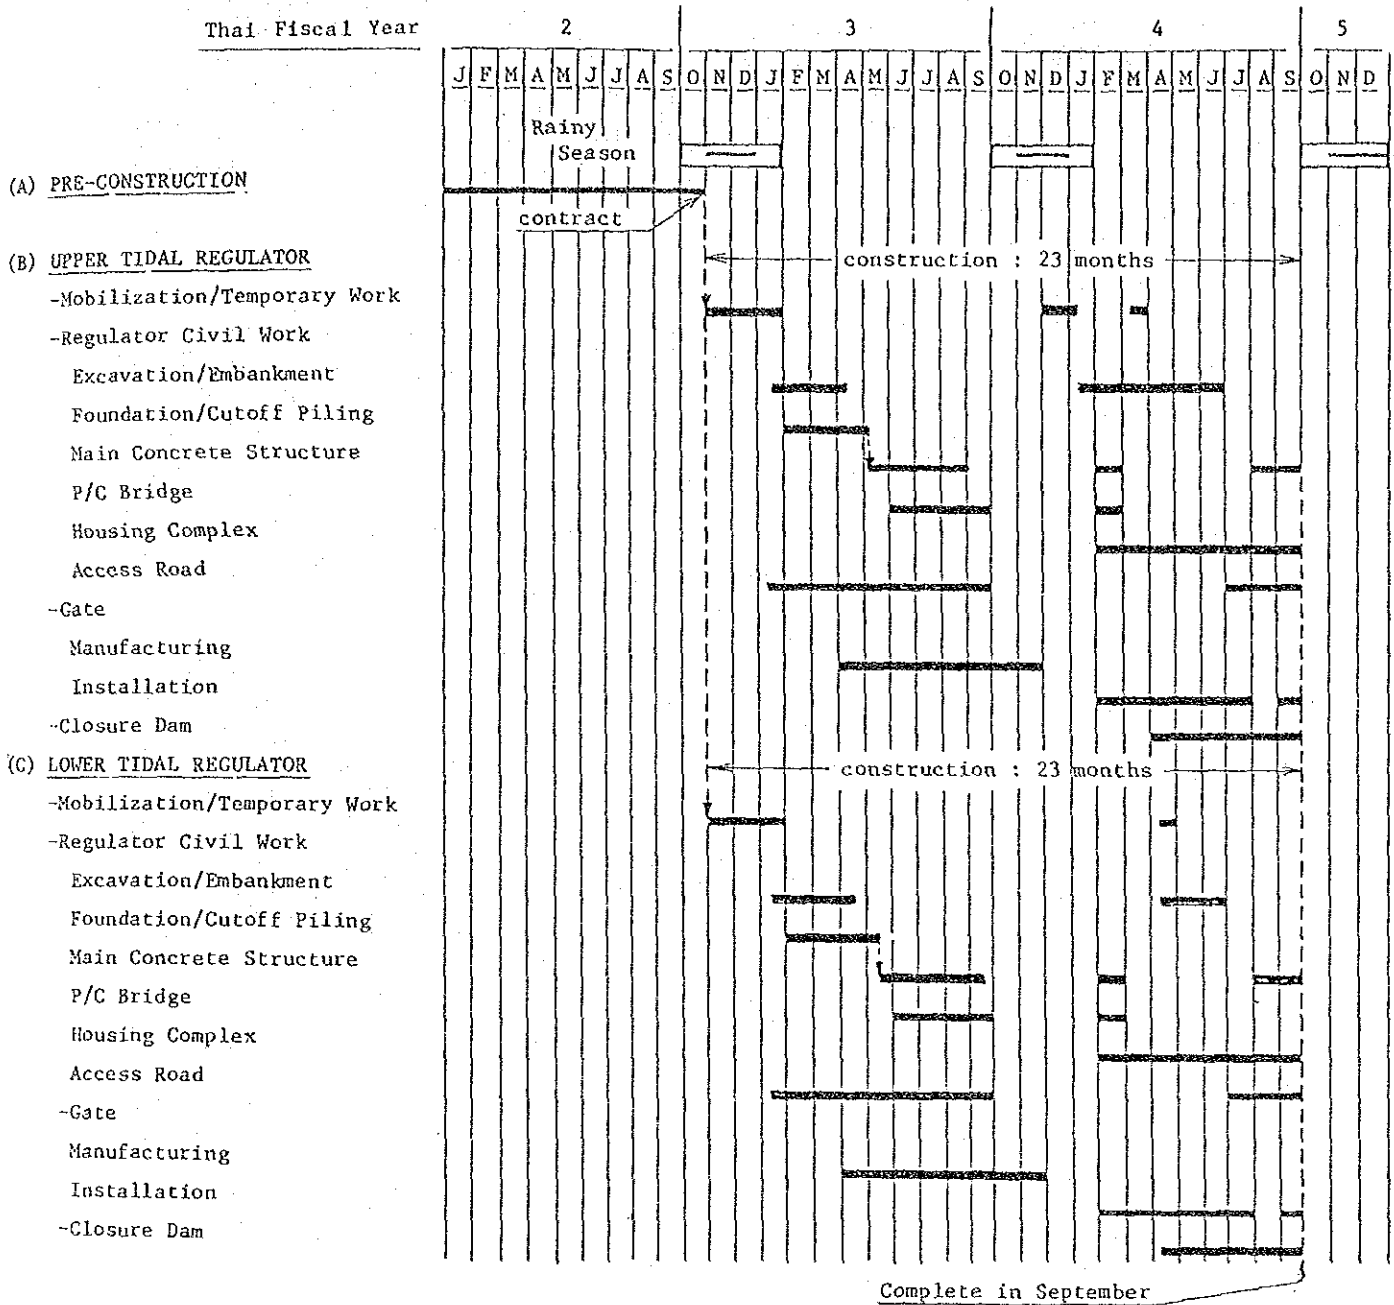 Thai Fiscal Year 2 3 4 5
J F M A M J J A S O N D J F M A M J J A S O N D J F M A M J J A S O N D
Rainy
Season
(A) PRE-CONSTRUCTION
contract
(B) UPPER TIDAL REGULATOR
construction : 23 months
-Mobilization/Temporary Work
-Regulator Civil Work
Excavation/Embankment
Foundation/Cutoff Piling
Main Concrete Structure
P/C Bridge
Housing Complex
Access Road
-Gate
Manufacturing
Installation
-Closure Dam
(C) LOWER TIDAL REGULATOR
construction : 23 months
-Mobilization/Temporary Work
-Regulator Civil Work
Excavation/Embankment
Foundation/Cutoff Piling
Main Concrete Structure
P/C Bridge
Housing Complex
Access Road
-Gate
Manufacturing
Installation
-Closure Dam
Complete in September